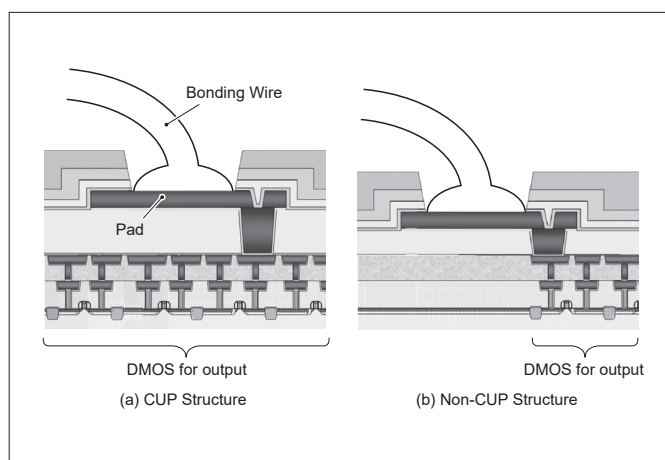 Bonding Wire
Pad
DMOS for output
DMOS for output
(a) CUP Structure
(b) Non-CUP Structure